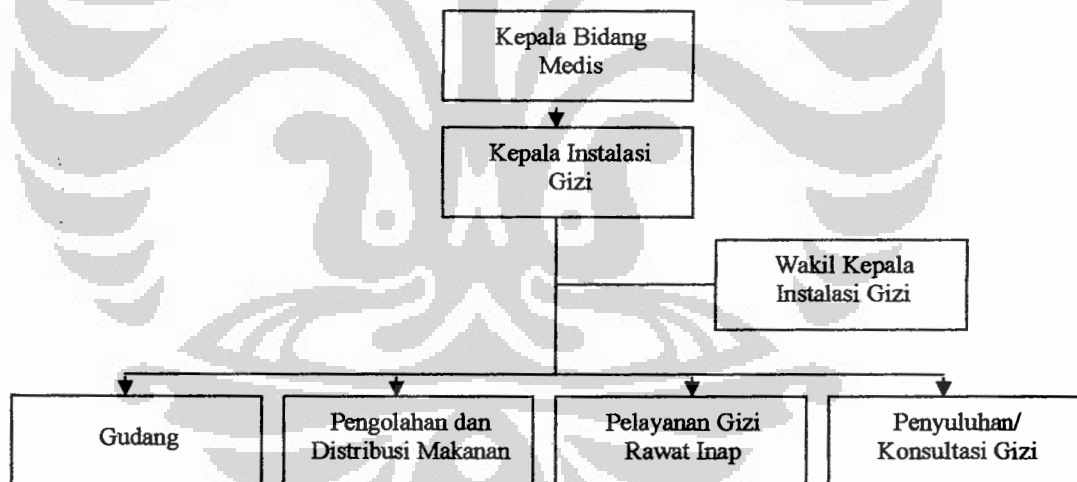 Kepala Bidang
Medis
Kepala Instalasi
Gizi
Wakil Kepala
Instalasi Gizi
Gudang
Pengolahan dan
Distribusi Makanan
Pelayanan Gizi
Rawat Inap
Penyuluhan/
Konsultasi Gizi